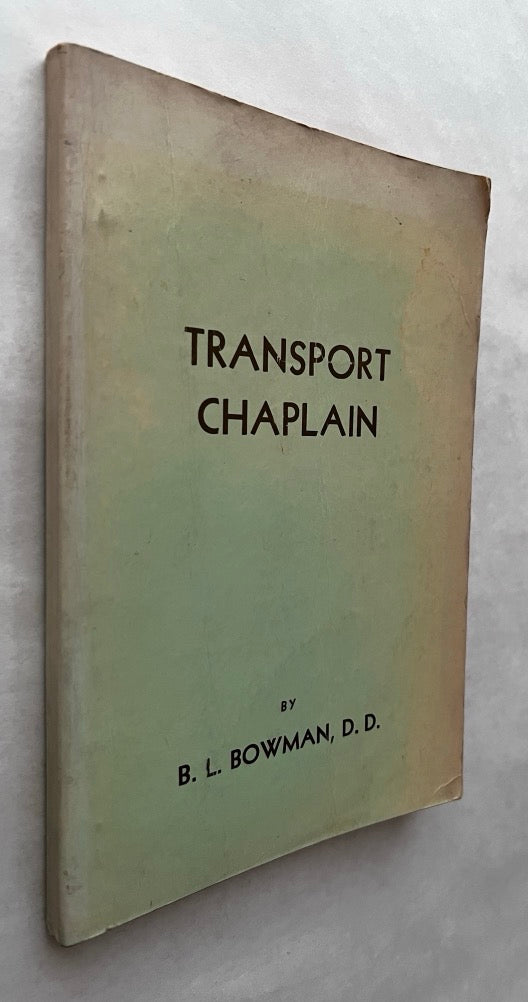 TRANSPORT
CHAPLAIN
BY
B. L. BOWMAN, D. D.